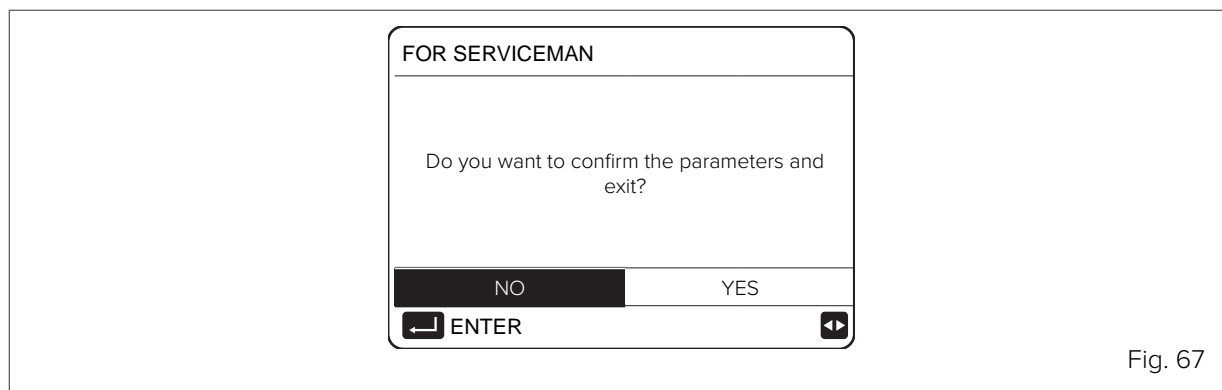 FOR SERVICEMAN
Do you want to confirm the parameters and
exit?
NO YES
ENTER
Fig. 67